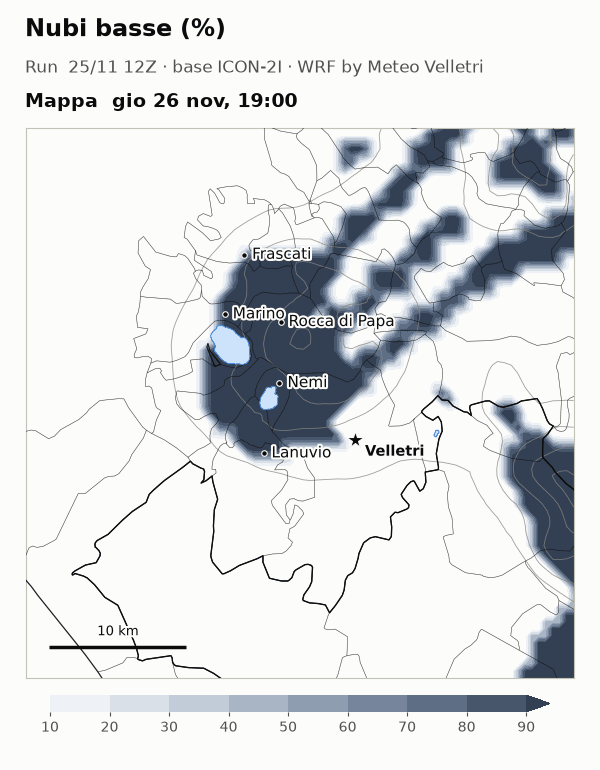 Nubi basse (%)
Run  25/11 12Z · base ICON-2I · WRF by Meteo Velletri
Mappa  gio 26 nov, 19:00
Frascati
Marino
Rocca di Papa
Nemi
Velletri
Lanuvio
10 km
10 20 30 40 50 60 70 80 90